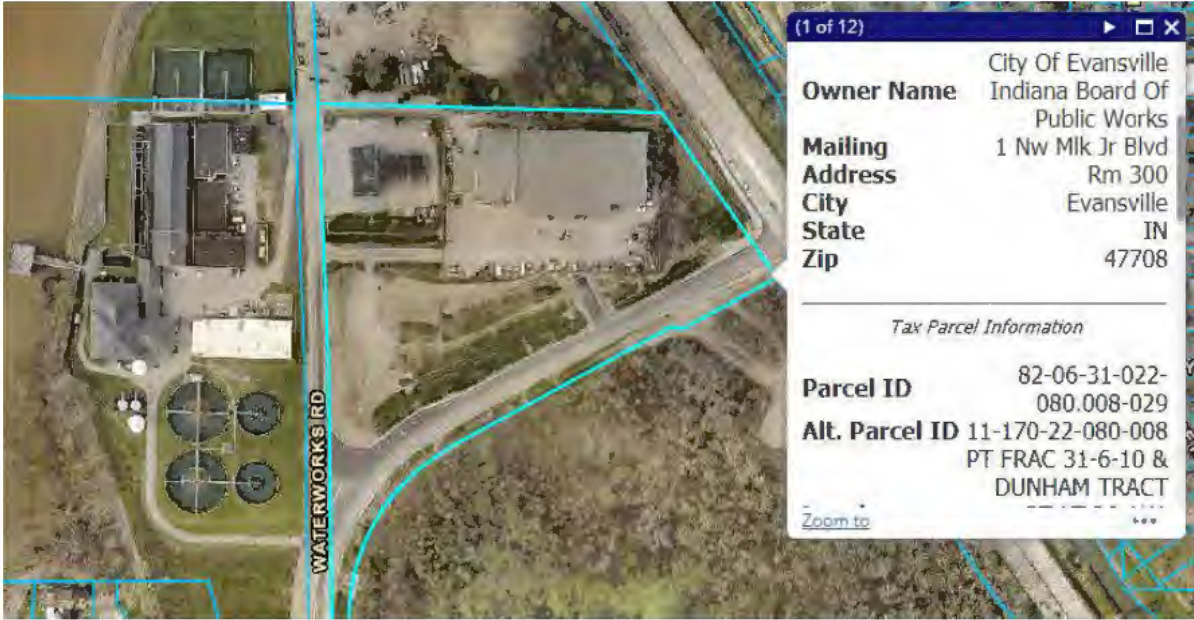 (1 of 12)
Owner Name City Of Evansville
Indiana Board Of
Public Works
Mailing Address 1 Nw Mlk Jr Blvd
Rm 300
City Evansville
State IN
Zip 47708
Tax Parcel Information
Parcel ID 82-06-31-022-
080.008-029
Alt. Parcel ID 11-170-22-080-008
PT FRAC 31-6-10 &
DUNHAM TRACT
Zoom to
WATERWORKS RD